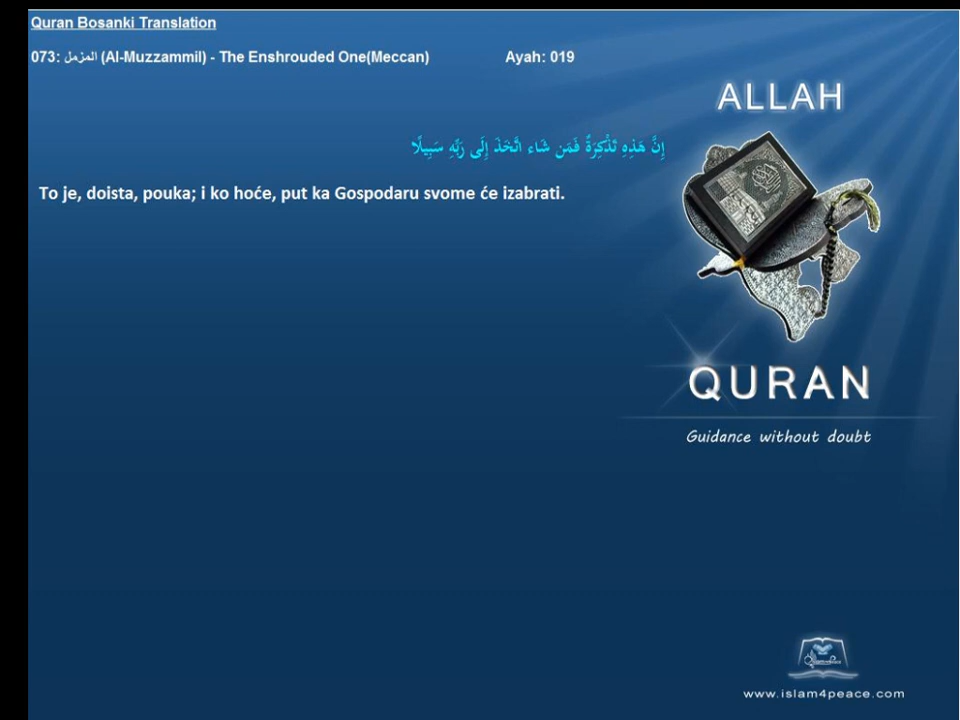 Quran Bosanki Translation
073: المزمل (Al-Muzzammil) - The Enshrouded One(Meccan) Ayah: 019
ALLAH
إِنَّ هَذِهِ تَذْكِرَةٌ فَمَن شَاء اتَّخَذَ إِلَى رَبِّهِ سَبِيلًا
To je, doista, pouka; i ko hoće, put ka Gospodaru svome će izabrati.
QURAN
Guidance without doubt
www.islam4peace.com